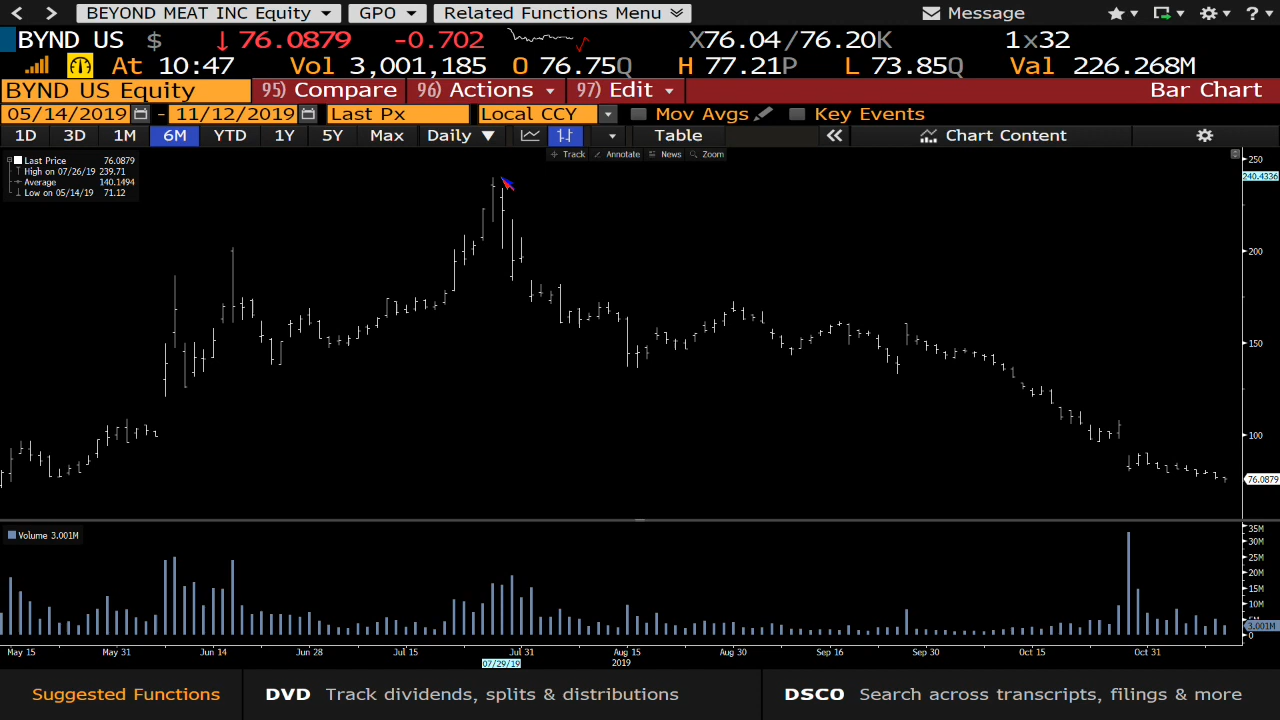 BEYOND MEAT INC Equity GPO Related Functions Menu Message ?
BYND US $ ↓76.0879 -0.702 X76.04/76.20K 1x32
At 10:47 Vol 3,001,185 O 76.75Q H 77.21P L 73.85Q Val 226.268M
BYND US Equity 95) Compare 96) Actions 97) Edit Bar Chart
05/14/2019 - 11/12/2019 Last Px Local CCY Mov Avgs Key Events
1D 3D 1M 6M YTD 1Y 5Y Max Daily ▼ Table Chart Content
Track Annotate News Zoom
Last Price 76.0879
High on 07/26/19 239.71
Average 140.1494
Low on 05/14/19 71.12
250
240.4336
200
150
100
76.0879
Volume 3.001M
35M
30M
25M
20M
15M
10M
5M
3.001M
0
May 15 May 31 Jun 14 Jun 28 Jul 15 Jul 31 Aug 15 Aug 30 Sep 16 Sep 30 Oct 15 Oct 31
07/29/19 2019
Suggested Functions DVD Track dividends, splits & distributions DSCO Search across transcripts, filings & more